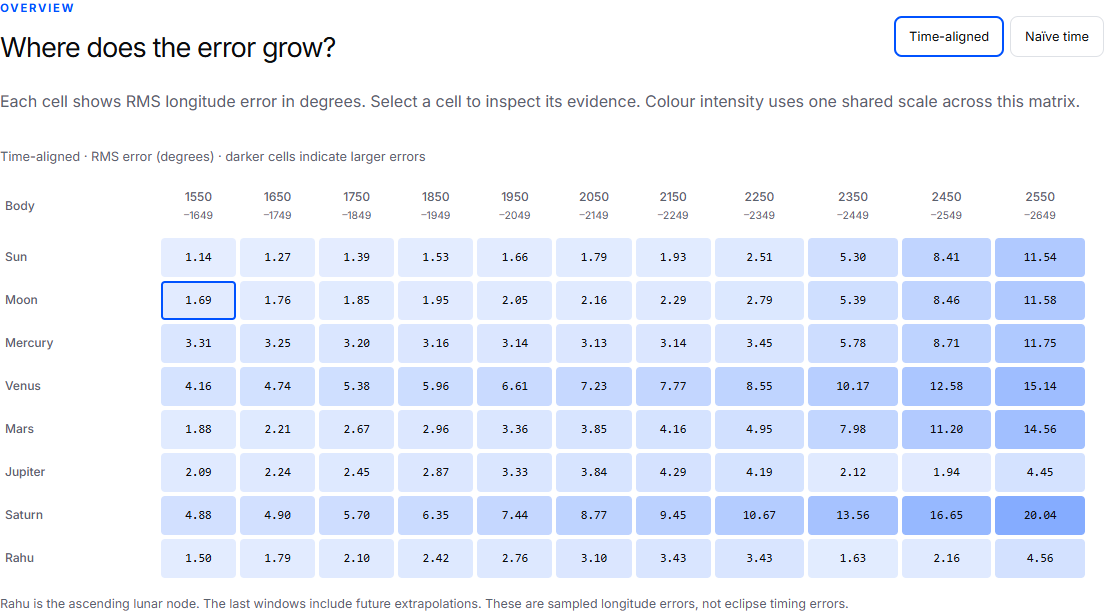 OVERVIEW
Where does the error grow?
Time-aligned
Naïve time
Each cell shows RMS longitude error in degrees. Select a cell to inspect its evidence. Colour intensity uses one shared scale across this matrix.
Time-aligned · RMS error (degrees) · darker cells indicate larger errors
Body 1550 –1649 1650 –1749 1750 –1849 1850 –1949 1950 –2049 2050 –2149 2150 –2249 2250 –2349 2350 –2449 2450 –2549 2550 –2649
Sun 1.14 1.27 1.39 1.53 1.66 1.79 1.93 2.51 5.30 8.41 11.54
Moon 1.69 1.76 1.85 1.95 2.05 2.16 2.29 2.79 5.39 8.46 11.58
Mercury 3.31 3.25 3.20 3.16 3.14 3.13 3.14 3.45 5.78 8.71 11.75
Venus 4.16 4.74 5.38 5.96 6.61 7.23 7.77 8.55 10.17 12.58 15.14
Mars 1.88 2.21 2.67 2.96 3.36 3.85 4.16 4.95 7.98 11.20 14.56
Jupiter 2.09 2.24 2.45 2.87 3.33 3.84 4.29 4.19 2.12 1.94 4.45
Saturn 4.88 4.90 5.70 6.35 7.44 8.77 9.45 10.67 13.56 16.65 20.04
Rahu 1.50 1.79 2.10 2.42 2.76 3.10 3.43 3.43 1.63 2.16 4.56
Rahu is the ascending lunar node. The last windows include future extrapolations. These are sampled longitude errors, not eclipse timing errors.